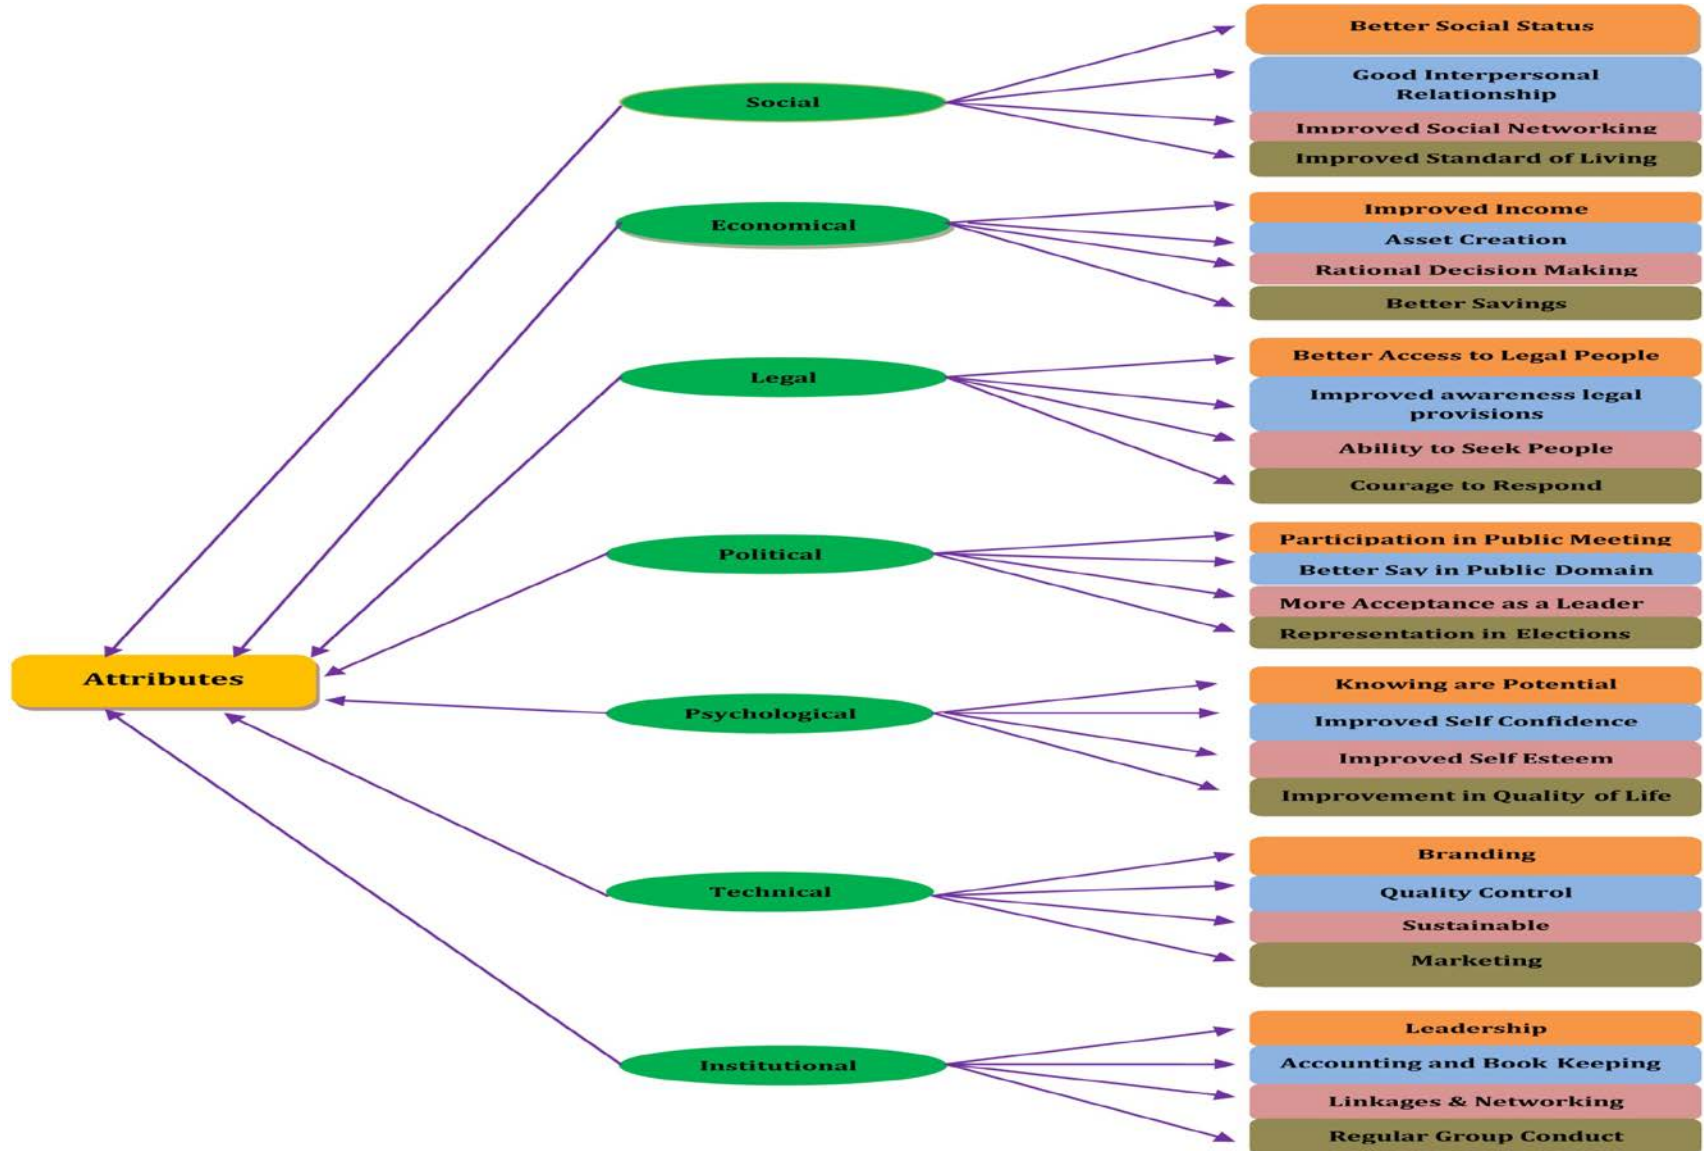 Better Social Status
Social
Good Interpersonal
Relationship
Improved Social Networking
Improved Standard of Living
Economical
Improved Income
Asset Creation
Rational Decision Making
Better Savings
Legal
Better Access to Legal People
Improved awareness legal
provisions
Ability to Seek People
Courage to Respond
Political
Participation in Public Meeting
Better Say in Public Domain
More Acceptance as a Leader
Representation in Elections
Attributes
Psychological
Knowing are Potential
Improved Self Confidence
Improved Self Esteem
Improvement in Quality of Life
Technical
Branding
Quality Control
Sustainable
Marketing
Institutional
Leadership
Accounting and Book Keeping
Linkages & Networking
Regular Group Conduct